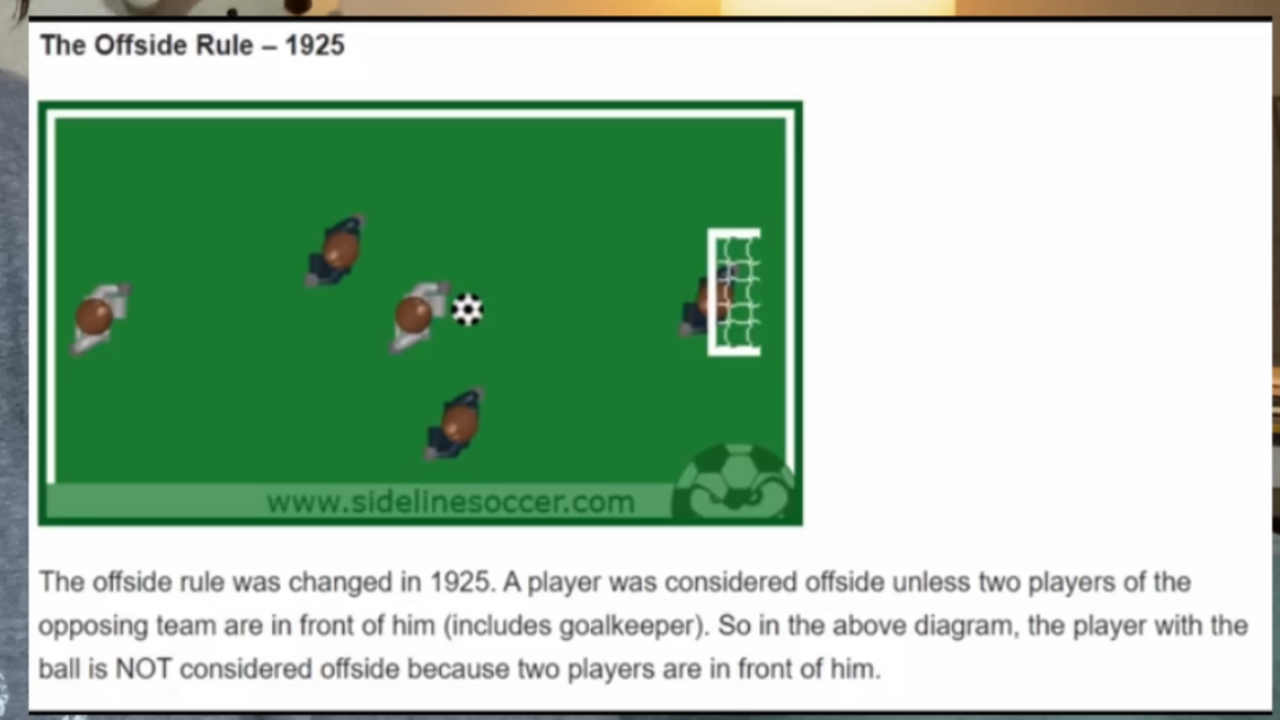 The Offside Rule – 1925
www.sidelinesoccer.com
The offside rule was changed in 1925. A player was considered offside unless two players of the
opposing team are in front of him (includes goalkeeper). So in the above diagram, the player with the
ball is NOT considered offside because two players are in front of him.